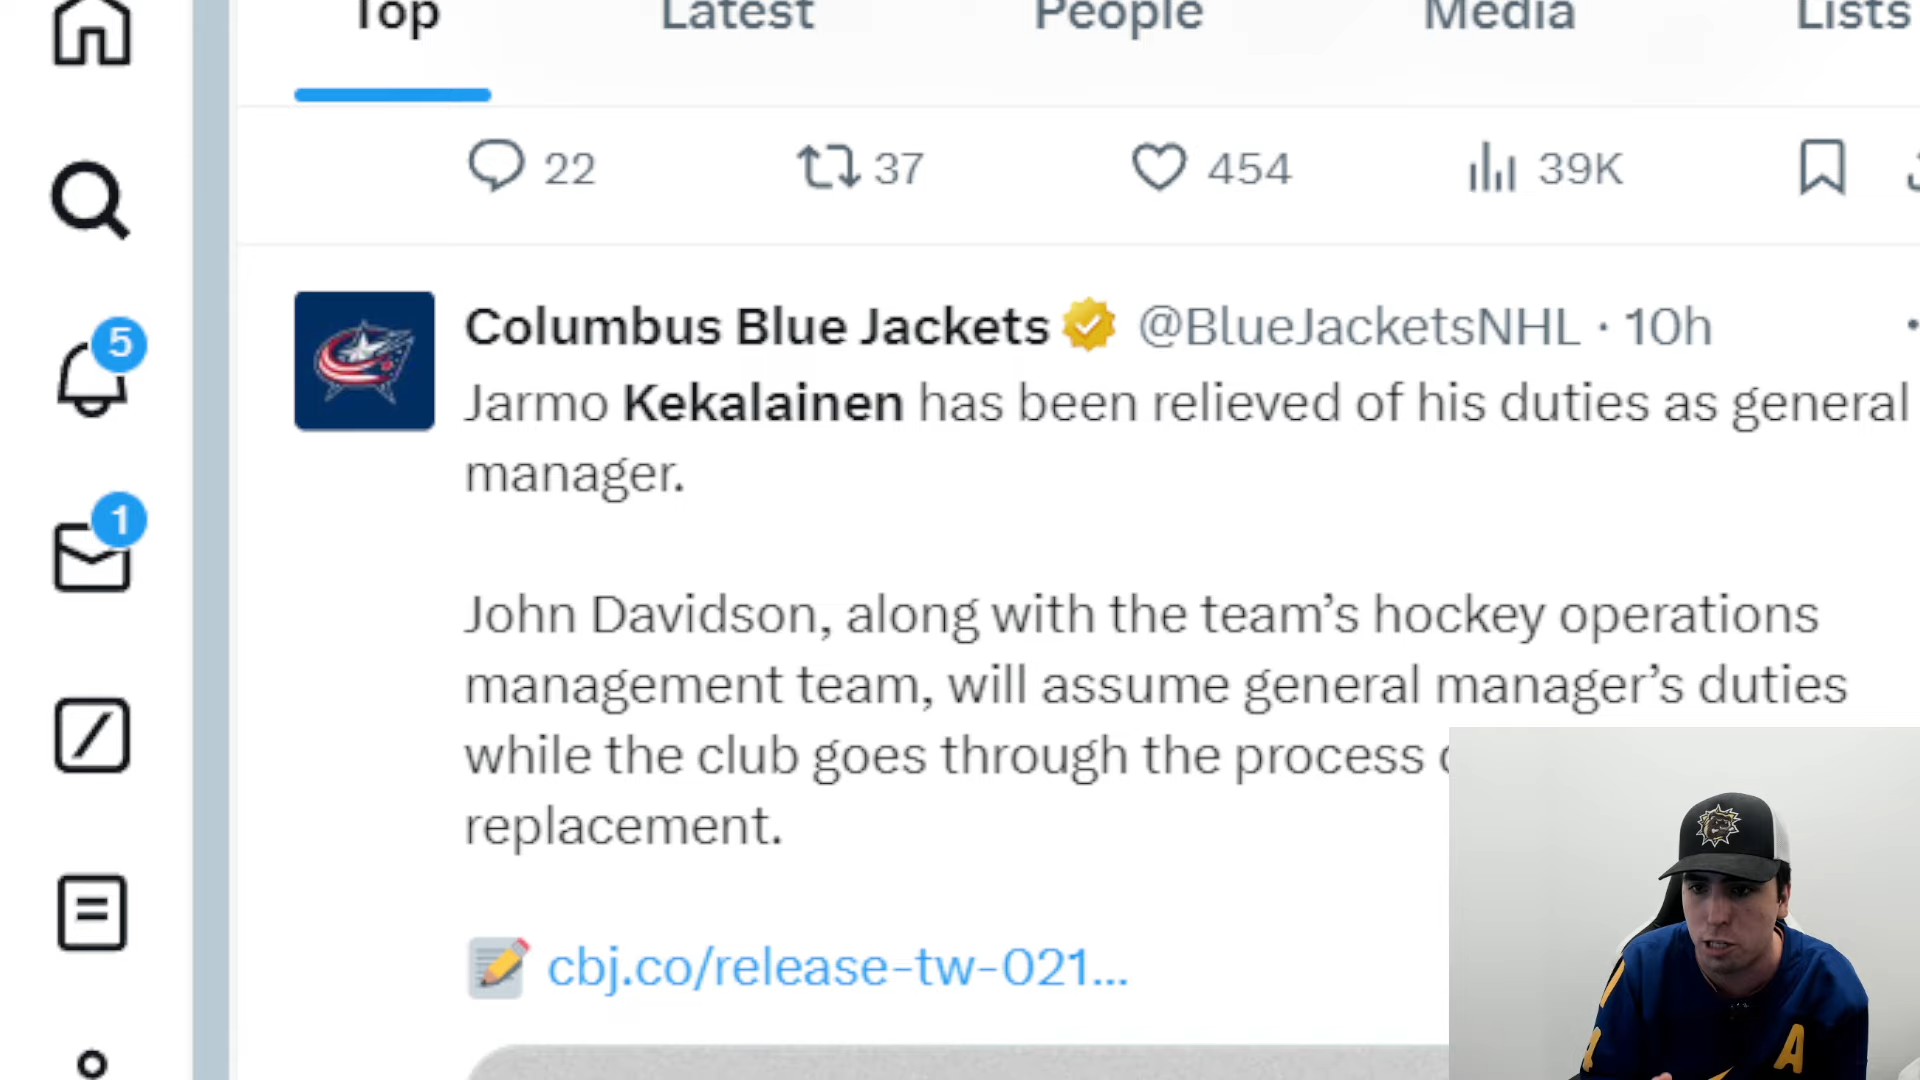 Top Latest People Media Lists
22 37 454 39K
5
Columbus Blue Jackets @BlueJacketsNHL · 10h
Jarmo Kekalainen has been relieved of his duties as general
manager.
1
John Davidson, along with the team’s hockey operations
management team, will assume general manager’s duties
while the club goes through the process
replacement.
cbj.co/release-tw-021...
A